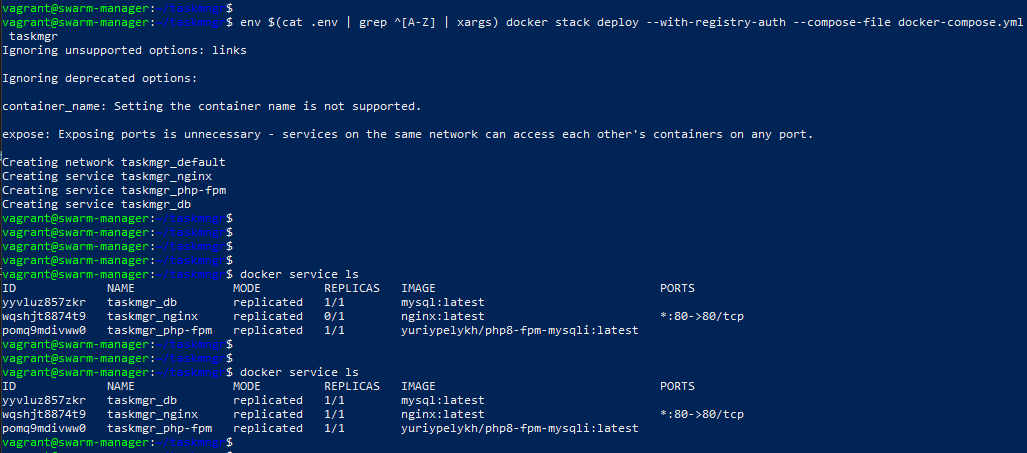 vagrant@swarm-manager:~/taskmgr$
vagrant@swarm-manager:~/taskmgr$ env $(cat .env | grep ^[A-Z] | xargs) docker stack deploy --with-registry-auth --compose-file docker-compose.yml
taskmgr
Ignoring unsupported options: links
Ignoring deprecated options:
container_name: Setting the container name is not supported.
expose: Exposing ports is unnecessary - services on the same network can access each other's containers on any port.
Creating network taskmgr_default
Creating service taskmgr_nginx
Creating service taskmgr_php-fpm
Creating service taskmgr_db
vagrant@swarm-manager:~/taskmgr$
vagrant@swarm-manager:~/taskmgr$
vagrant@swarm-manager:~/taskmgr$
vagrant@swarm-manager:~/taskmgr$
vagrant@swarm-manager:~/taskmgr$ docker service ls
ID NAME MODE REPLICAS IMAGE PORTS
yyvluz857zkr taskmgr_db replicated 1/1 mysql:latest
wqshjt8874t9 taskmgr_nginx replicated 0/1 nginx:latest *:80->80/tcp
pomq9mdivww0 taskmgr_php-fpm replicated 1/1 yuriypelykh/php8-fpm-mysqli:latest
vagrant@swarm-manager:~/taskmgr$
vagrant@swarm-manager:~/taskmgr$
vagrant@swarm-manager:~/taskmgr$ docker service ls
ID NAME MODE REPLICAS IMAGE PORTS
yyvluz857zkr taskmgr_db replicated 1/1 mysql:latest
wqshjt8874t9 taskmgr_nginx replicated 1/1 nginx:latest *:80->80/tcp
pomq9mdivww0 taskmgr_php-fpm replicated 1/1 yuriypelykh/php8-fpm-mysqli:latest
vagrant@swarm-manager:~/taskmgr$